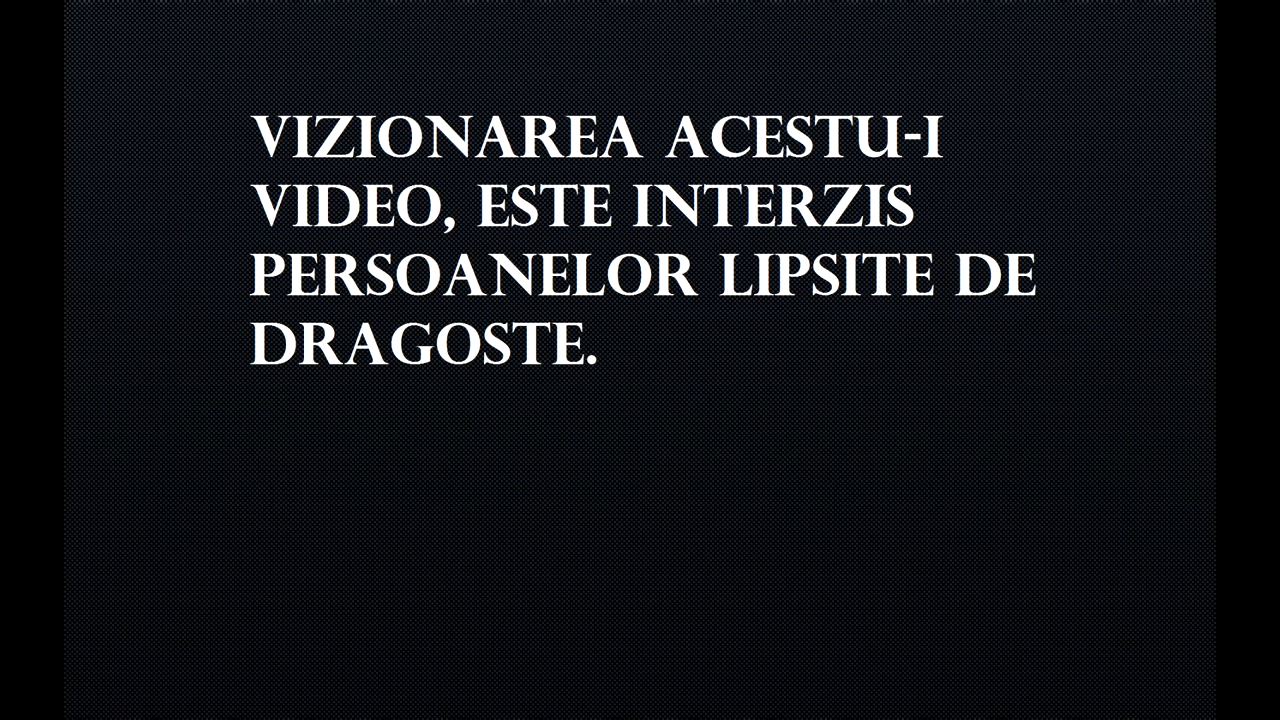 VIZIONAREA ACESTU-I
VIDEO, ESTE INTERZIS
PERSOANELOR LIPSITE DE
DRAGOSTE.